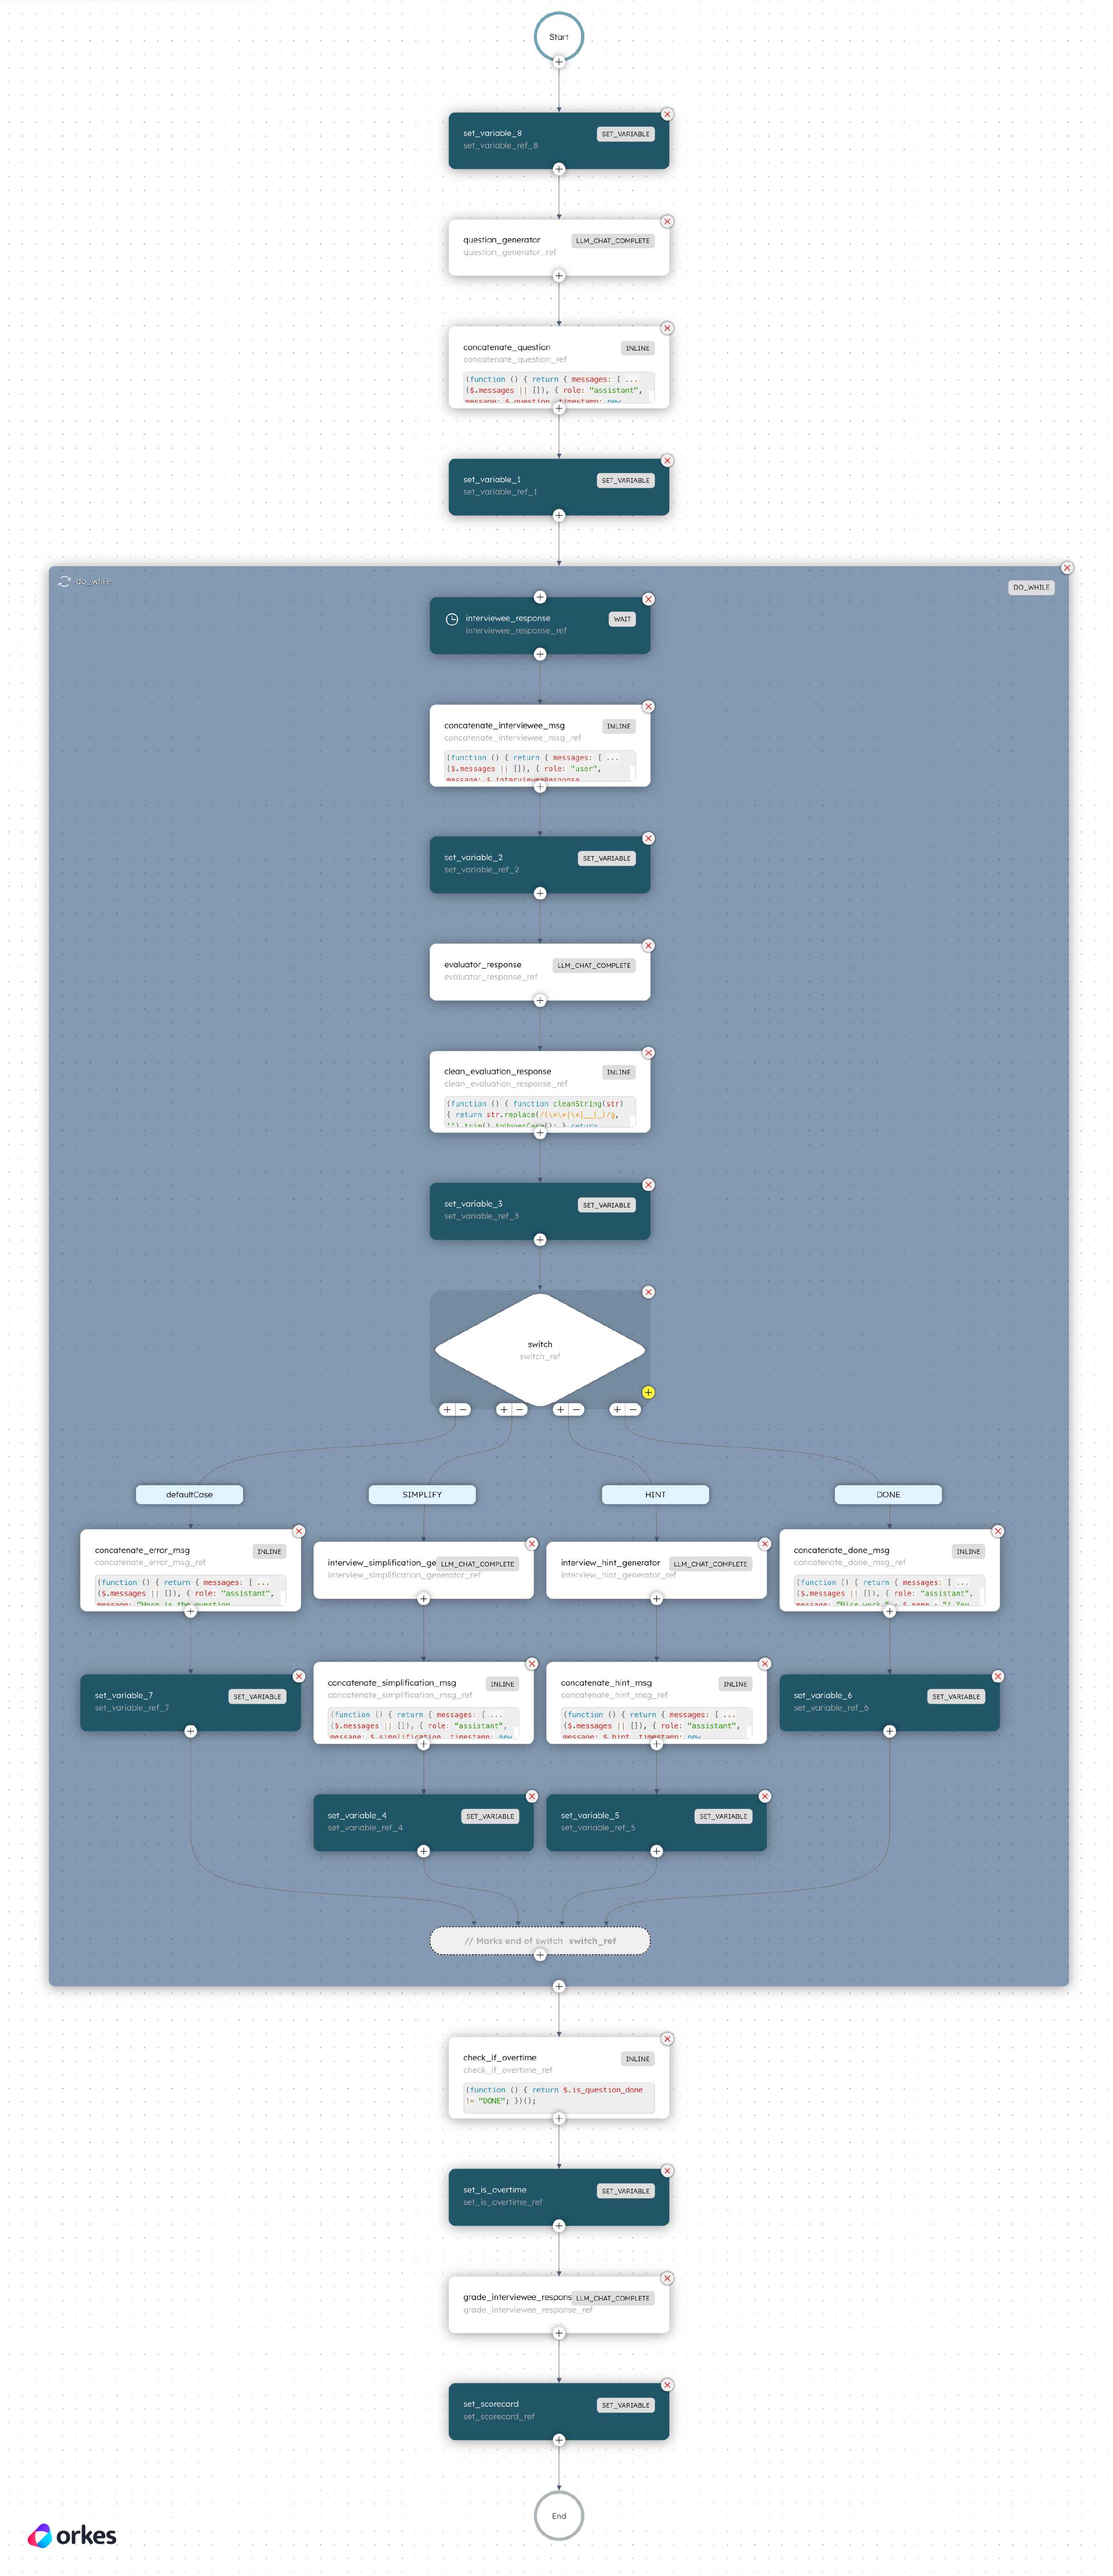 Start
set_variable_8
SET_VARIABLE
set_variable_ref_8
question_generator
LLM_CHAT_COMPLETE
question_generator_ref
concatenate_question
INLINE
concatenate_question_ref
(function () { return { messages: [ ...
($.messages || []), { role: "assistant",
message: $.question, timestamp: new
set_variable_1
SET_VARIABLE
set_variable_ref_1
do_while
DO_WHILE
interviewee_response
WAIT
interviewee_response_ref
concatenate_interviewee_msg
INLINE
concatenate_interviewee_msg_ref
(function () { return { messages: [ ...
($.messages || []), { role: "user",
message: $.intervieweeResponse
set_variable_2
SET_VARIABLE
set_variable_ref_2
evaluator_response
LLM_CHAT_COMPLETE
evaluator_response_ref
clean_evaluation_response
INLINE
clean_evaluation_response_ref
(function () { function cleanString(str)
{ return str.replace(/(\*\*|\*|__|_)/g,
'').trim().toUpperCase(); } return
set_variable_3
SET_VARIABLE
set_variable_ref_3
switch
switch_ref
defaultCase
SIMPLIFY
HINT
DONE
concatenate_error_msg
INLINE
concatenate_error_msg_ref
(function () { return { messages: [ ...
($.messages || []), { role: "assistant",
message: "Here is the question
interview_simplification_ge
LLM_CHAT_COMPLETE
interview_simplification_generator_ref
interview_hint_generator
LLM_CHAT_COMPLETE
interview_hint_generator_ref
concatenate_done_msg
INLINE
concatenate_done_msg_ref
(function () { return { messages: [ ...
($.messages || []), { role: "assistant",
message: "Nice work " + $.name + "! You
set_variable_7
SET_VARIABLE
set_variable_ref_7
concatenate_simplification_msg
INLINE
concatenate_simplification_msg_ref
(function () { return { messages: [ ...
($.messages || []), { role: "assistant",
message: $.simplification, timestamp: new
concatenate_hint_msg
INLINE
concatenate_hint_msg_ref
(function () { return { messages: [ ...
($.messages || []), { role: "assistant",
message: $.hint, timestamp: new
set_variable_6
SET_VARIABLE
set_variable_ref_6
set_variable_4
SET_VARIABLE
set_variable_ref_4
set_variable_5
SET_VARIABLE
set_variable_ref_5
// Marks end of switch switch_ref
check_if_overtime
INLINE
check_if_overtime_ref
(function () { return $.is_question_done
!= "DONE"; })();
set_is_overtime
SET_VARIABLE
set_is_overtime_ref
grade_interviewee_respons
LLM_CHAT_COMPLETE
grade_interviewee_response_ref
set_scorecard
SET_VARIABLE
set_scorecard_ref
End
orkes